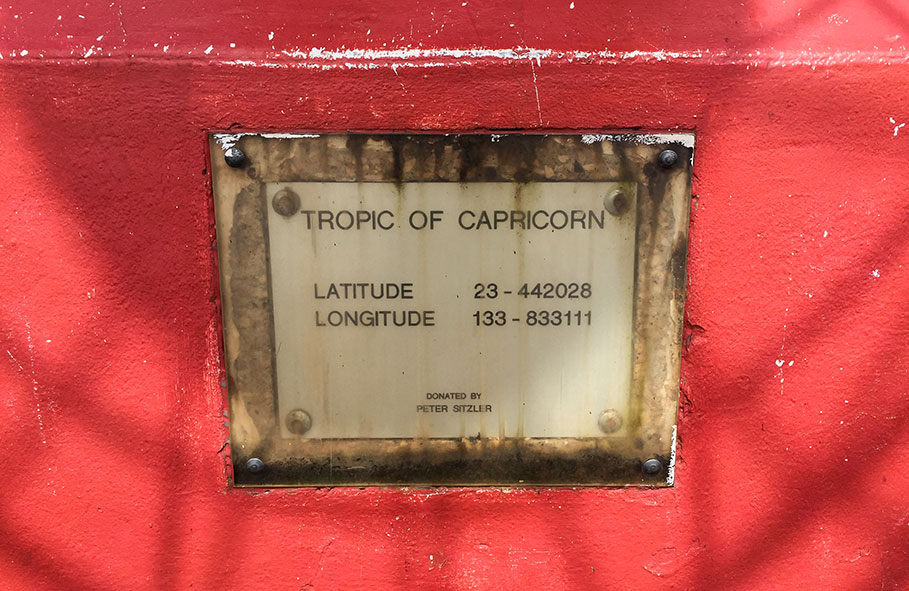 TROPIC OF CAPRICORN
LATITUDE 23-442028
LONGITUDE 133-833111
DONATED BY
PETER SITZLER